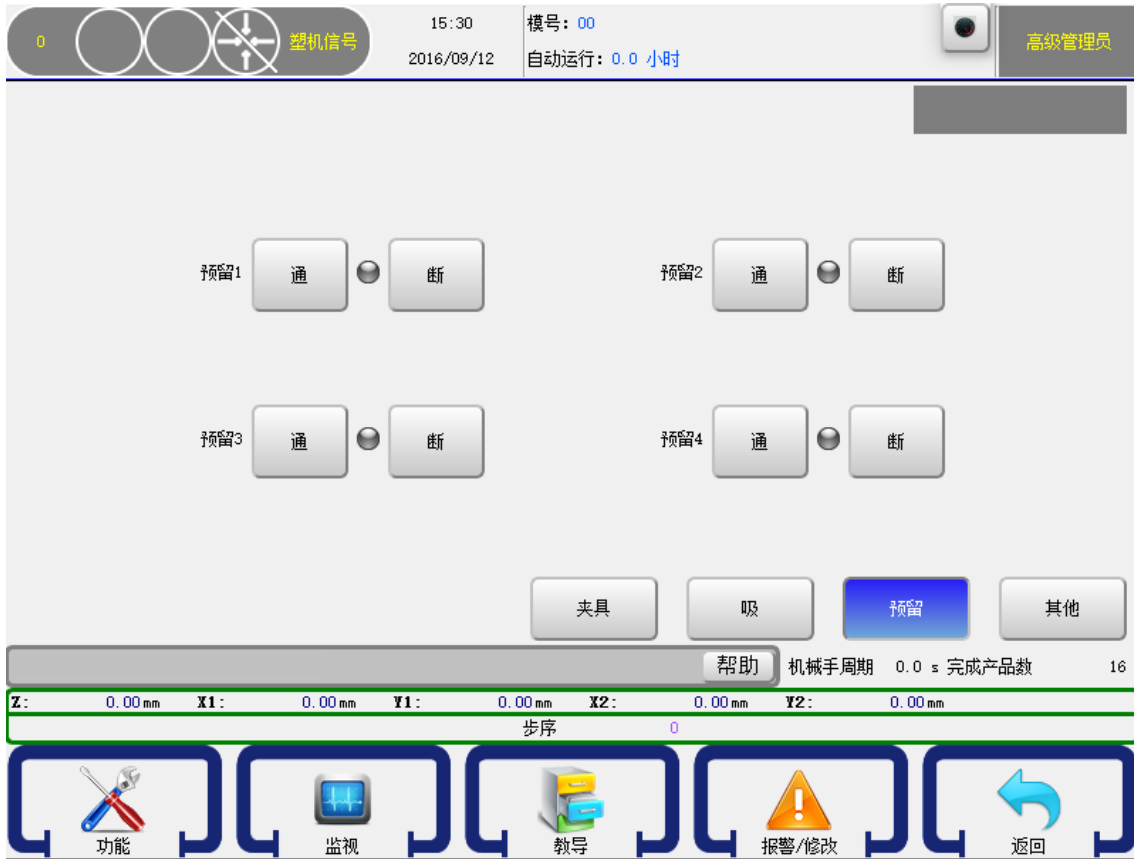 0 塑机信号 15:30 模号：00 高级管理员
2016/09/12 自动运行：0.0 小时
预留1 通 断 预留2 通 断
预留3 通 断 预留4 通 断
夹具 吸 预留 其他
帮助 机械手周期 0.0 s 完成产品数 16
Z: 0.00mm X1: 0.00mm Y1: 0.00mm X2: 0.00mm Y2: 0.00mm
步序 0
功能 监视 教导 报警/修改 返回